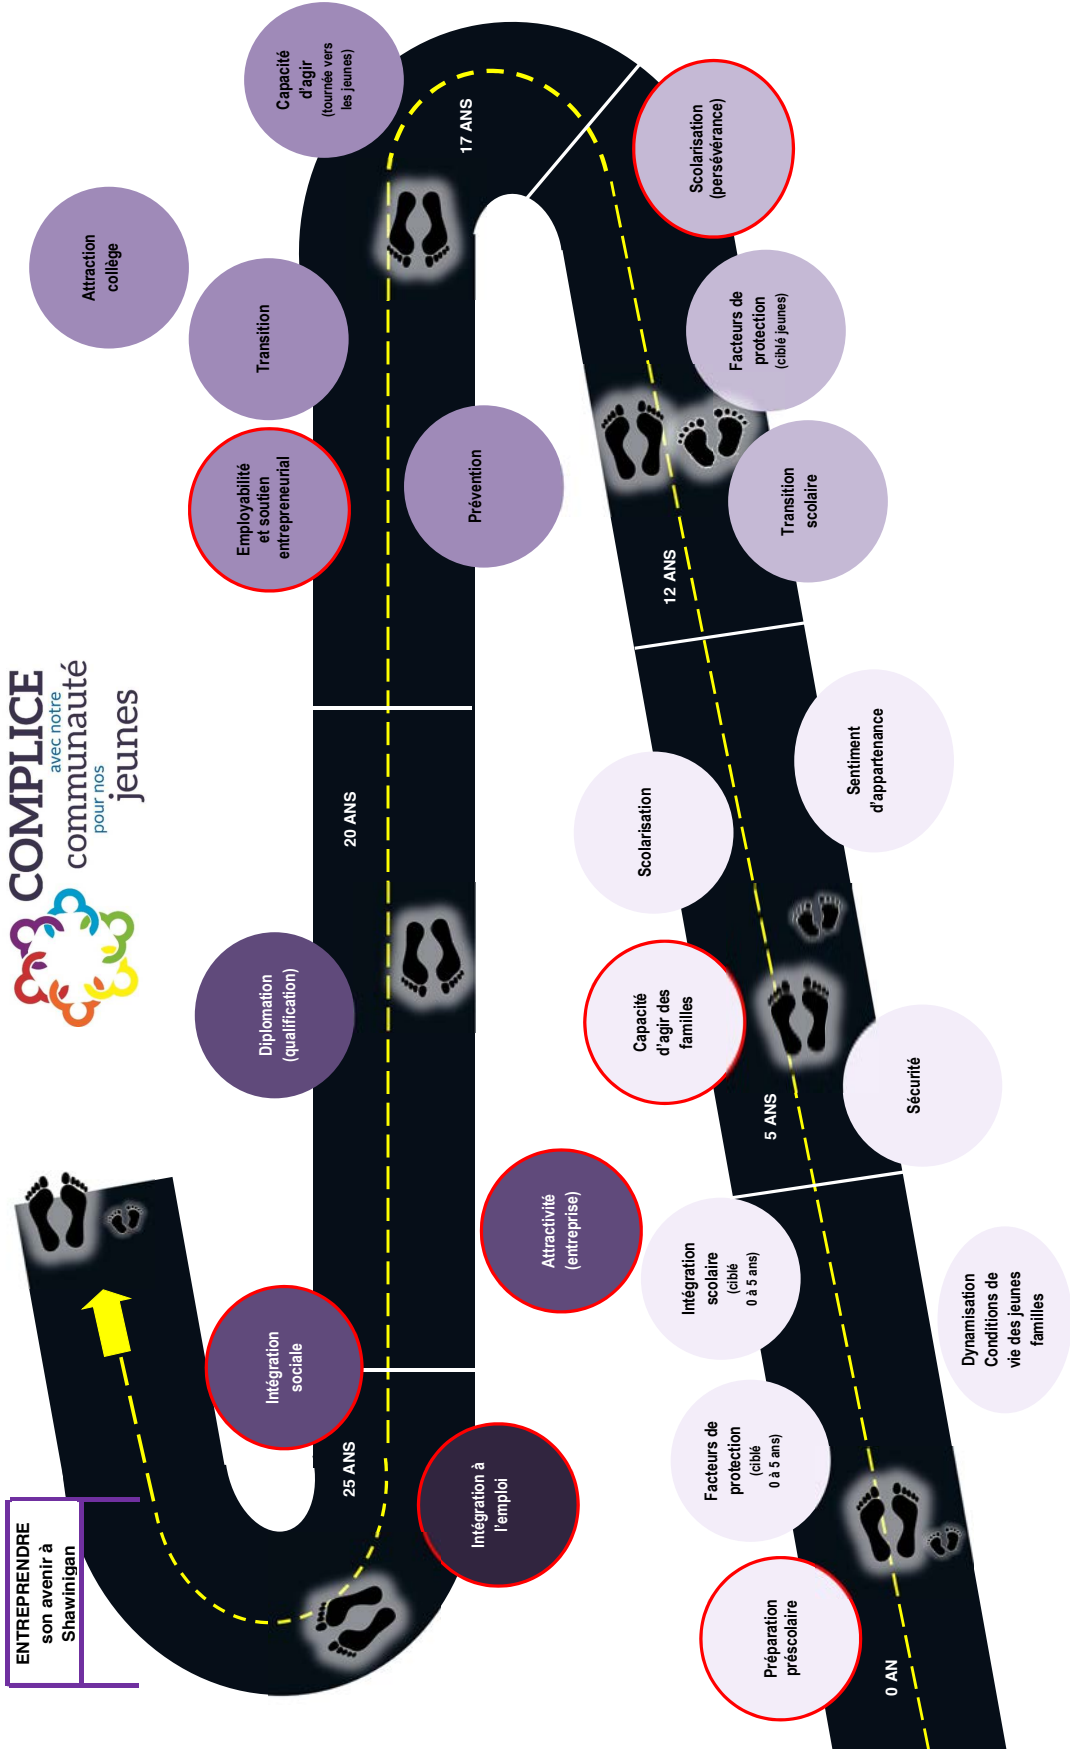 COMPLICE
avec notre
communauté
pour nos
jeunes
ENTREPRENDRE
son avenir à
Shawinigan
Attraction
collège
Capacité
d'agir
(tournée vers
les jeunes)
Transition
Employabilité
et soutien
entrepreneurial
17 ANS
Prévention
20 ANS
Diplomation
(qualification)
Intégration
sociale
25 ANS
Attractivité
(entreprise)
Intégration à
l'emploi
Scolarisation
(persévérance)
Facteurs de
protection
(ciblé jeunes)
Transition
scolaire
12 ANS
Scolarisation
Sentiment
d'appartenance
Capacité
d'agir des
familles
5 ANS
Sécurité
Intégration
scolaire
(ciblé
0 à 5 ans)
Dynamisation
Conditions de
vie des jeunes
familles
Facteurs de
protection
(ciblé
0 à 5 ans)
Préparation
préscolaire
0 AN